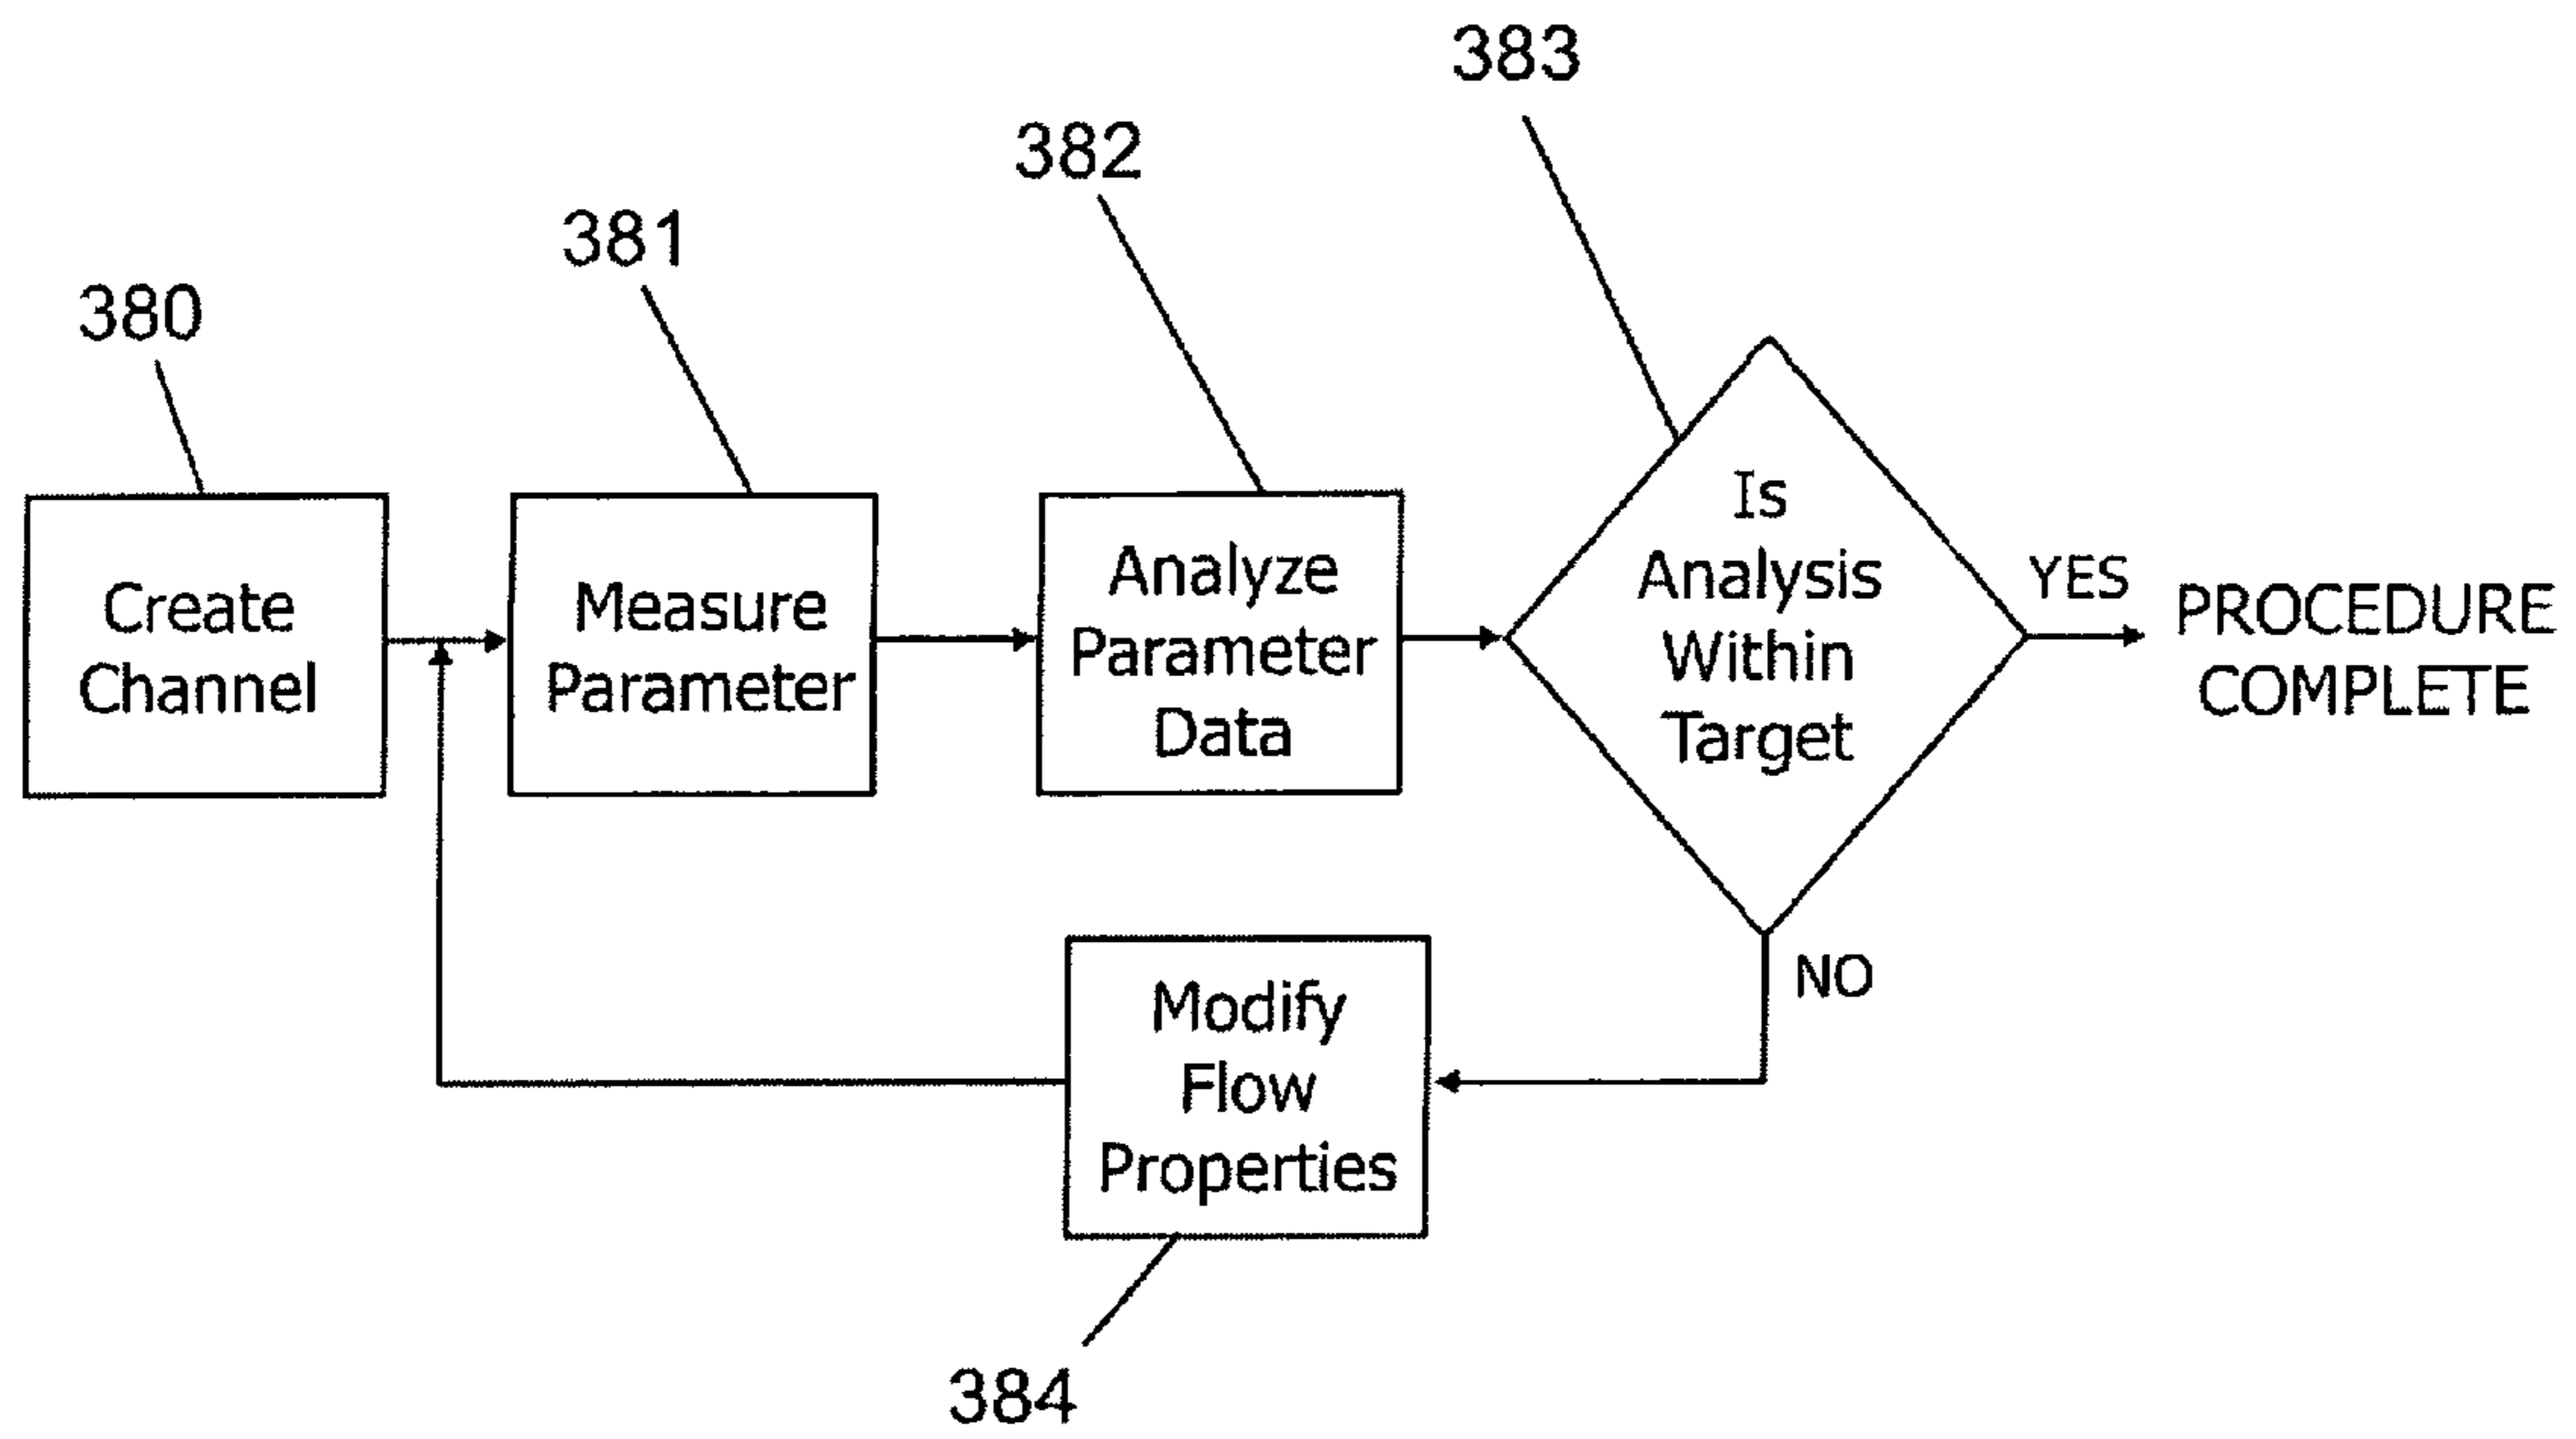 383
382
381
380
Create
Channel
Measure
Parameter
Analyze
Parameter
Data
Is
Analysis
Within
Target
YES
PROCEDURE
COMPLETE
NO
Modify
Flow
Properties
384